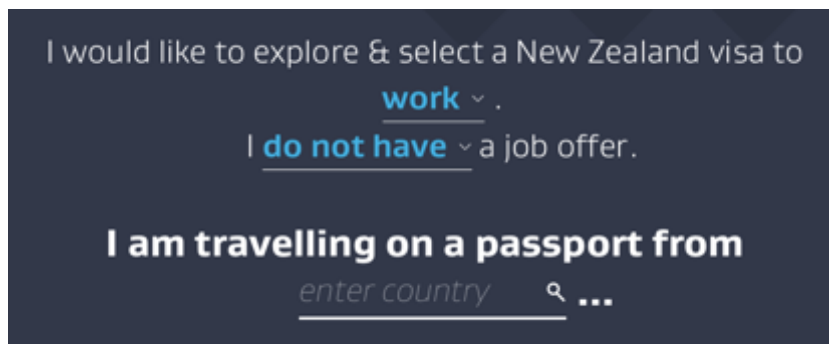 I would like to explore & select a New Zealand visa to
work .
I do not have a job offer.
I am travelling on a passport from
enter country ...